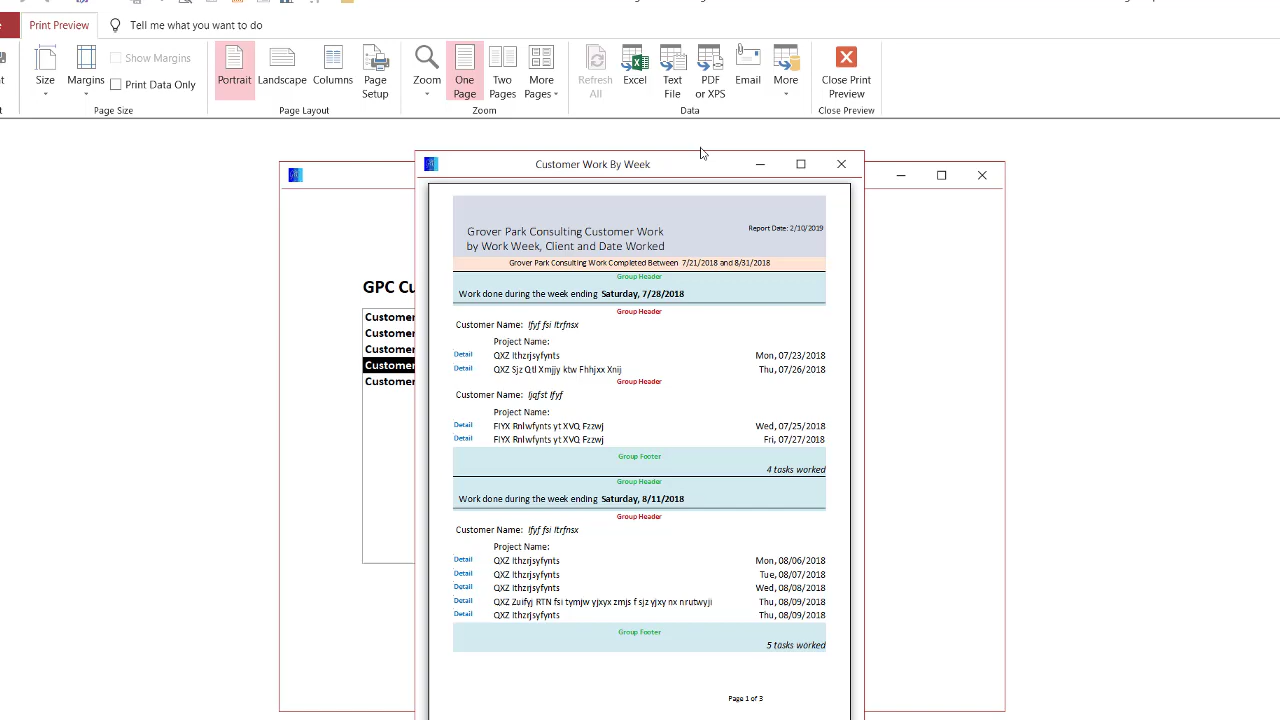 Print Preview
Tell me what you want to do
Size
Margins
Show Margins
Print Data Only
Page Size
Portrait
Landscape
Columns
Page Setup
Page Layout
Zoom
One Page
Two Pages
More Pages
Zoom
Refresh All
Excel
Text File
PDF or XPS
Email
More
Data
Close Print Preview
Close Preview
Customer Work By Week
GPC Cu
Customer
Customer
Customer
Customer
Customer
Grover Park Consulting Customer Work
by Work Week, Client and Date Worked
Report Date: 2/10/2019
Grover Park Consulting Work Completed Between 7/21/2018 and 8/31/2018
Group Header
Work done during the week ending Saturday, 7/28/2018
Group Header
Customer Name: Ifyf fsi Itrfnsx
Project Name:
Detail QXZ Ithzrjsyfynts Mon, 07/23/2018
Detail QXZ Sjz Qtl Xmjjy ktw Fhhjxx Xnij Thu, 07/26/2018
Group Header
Customer Name: Ijqfst Ifyf
Project Name:
Detail FIYX Rnlwfynts yt XVQ Fzzwj Wed, 07/25/2018
Detail FIYX Rnlwfynts yt XVQ Fzzwj Fri, 07/27/2018
Group Footer
4 tasks worked
Group Header
Work done during the week ending Saturday, 8/11/2018
Group Header
Customer Name: Ifyf fsi Itrfnsx
Project Name:
Detail QXZ Ithzrjsyfynts Mon, 08/06/2018
Detail QXZ Ithzrjsyfynts Tue, 08/07/2018
Detail QXZ Ithzrjsyfynts Wed, 08/08/2018
Detail QXZ Zuifyj RTN fsi tymjw yjxyx zmjs f sjz yjxy nx nrutwyji Thu, 08/09/2018
Detail QXZ Ithzrjsyfynts Thu, 08/09/2018
Group Footer
5 tasks worked
Page 1 of 3